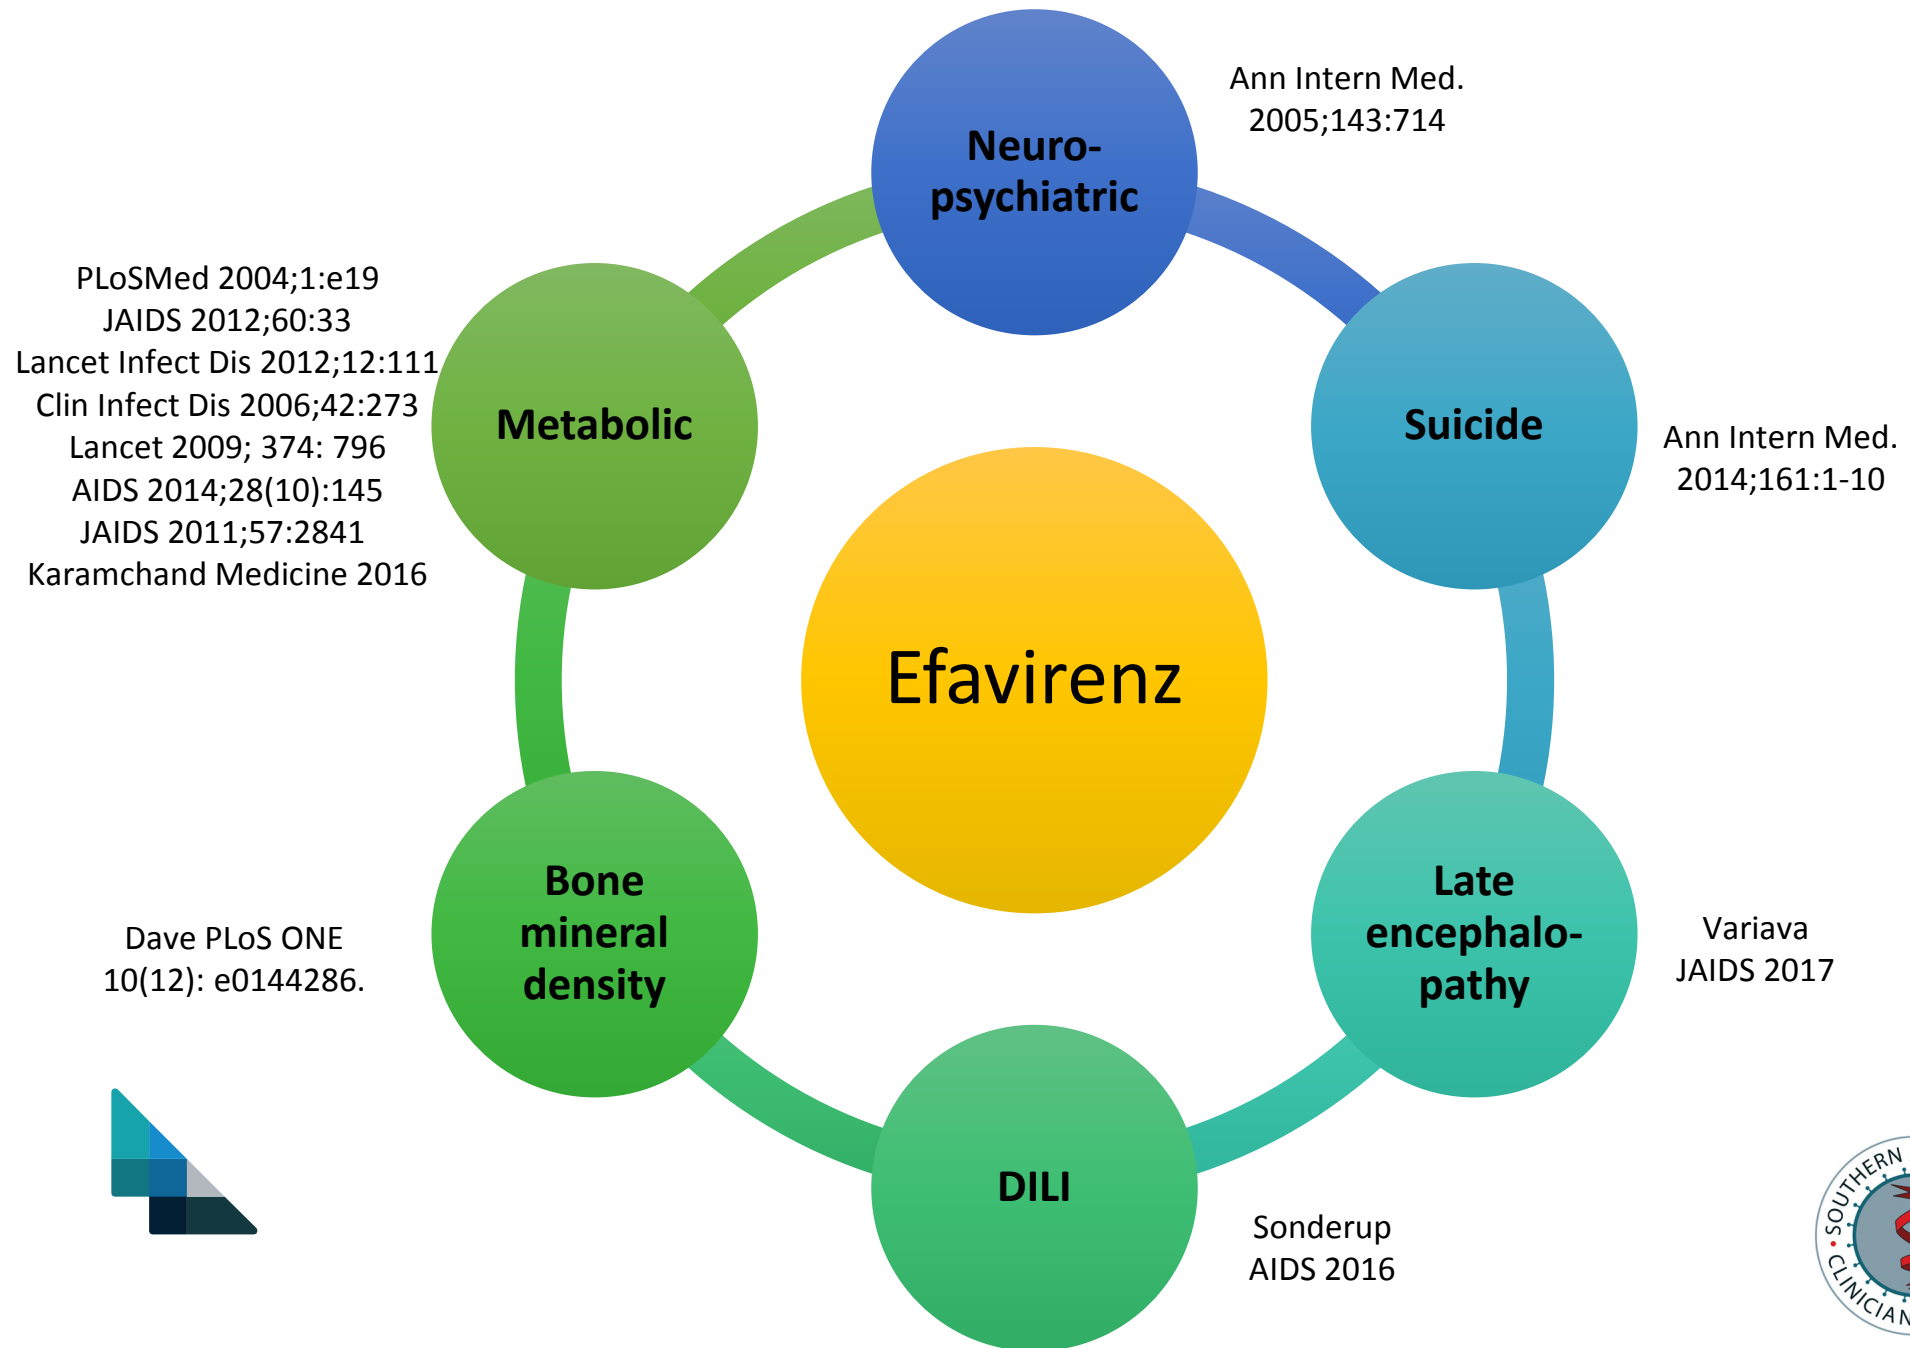 Neuro-
psychiatric
Ann Intern Med.
2005;143:714
Suicide
Ann Intern Med.
2014;161:1-10
Late
encephalo-
pathy
Variava
JAIDS 2017
DILI
Sonderup
AIDS 2016
Bone
mineral
density
Dave PLoS ONE
10(12): e0144286.
Metabolic
PLoSMed 2004;1:e19
JAIDS 2012;60:33
Lancet Infect Dis 2012;12:111
Clin Infect Dis 2006;42:273
Lancet 2009; 374: 796
AIDS 2014;28(10):145
JAIDS 2011;57:2841
Karamchand Medicine 2016
Efavirenz
SOUTHERN